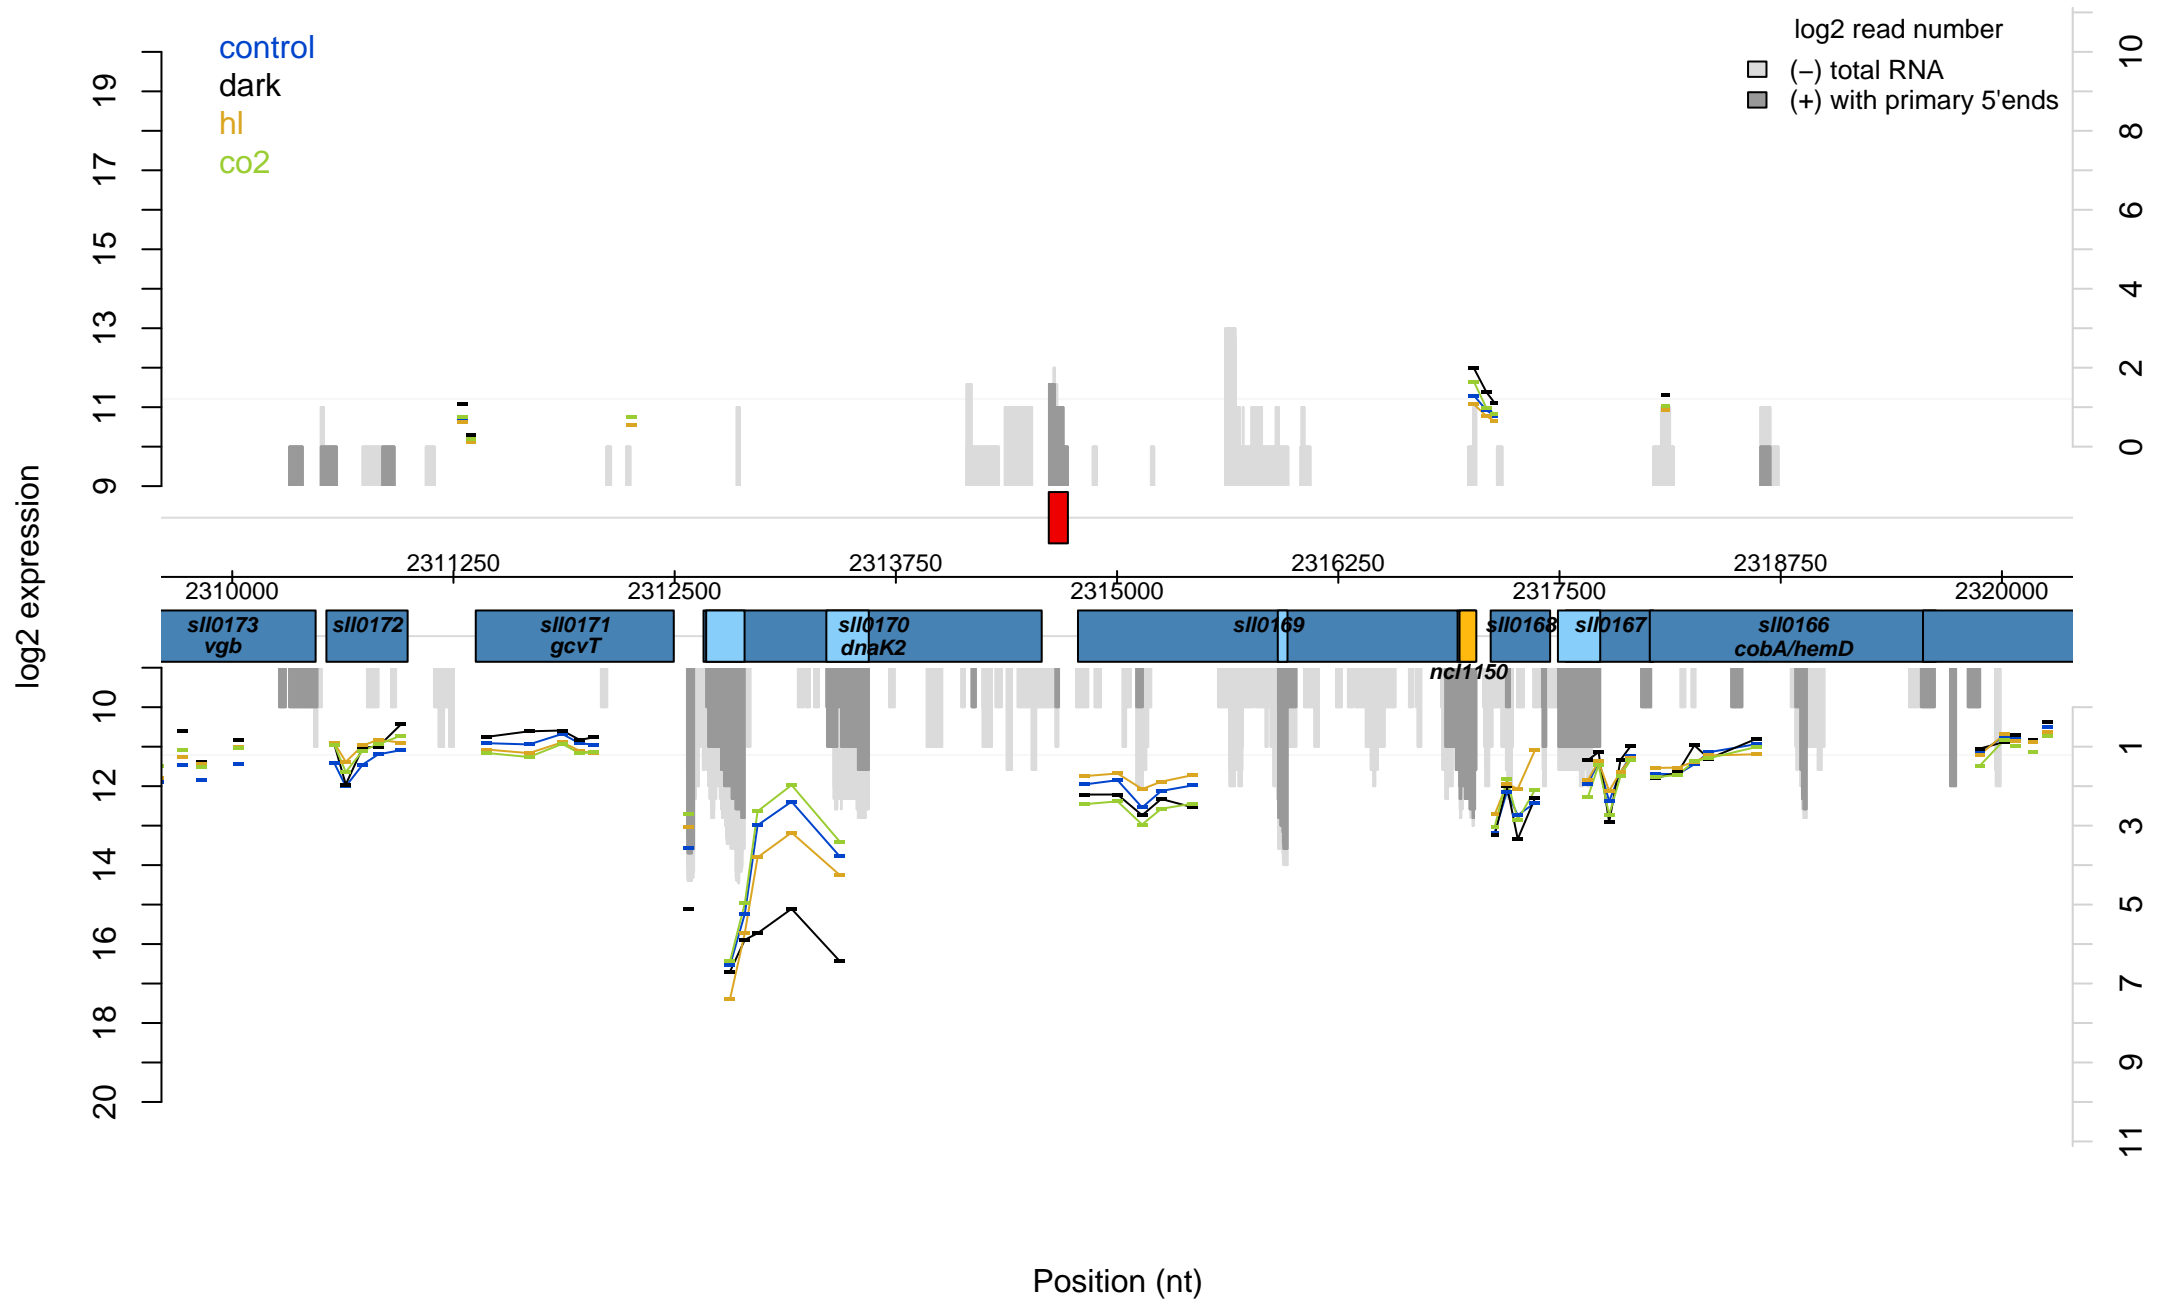 control
dark
hl
co2
log2 read number
(−) total RNA
(+) with primary 5'ends
19
17
15
13
11
9
10
8
6
4
2
0
log2 expression
2311250
2313750
2316250
2318750
2310000
2312500
2315000
2317500
2320000
sll0173
vgb
sll0172
sll0171
gcvT
sll0170
dnaK2
sll0169
ncl1150
sll0168
sll0167
sll0166
cobA/hemD
10
12
14
16
18
20
1
3
5
7
9
11
Position (nt)